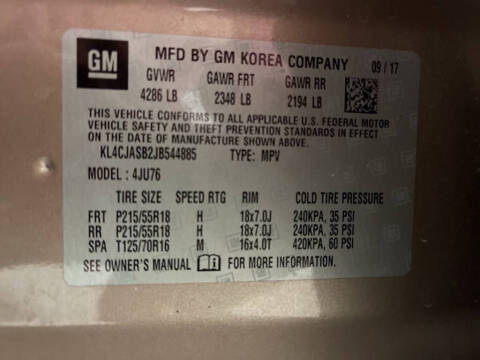 GM MFD BY GM KOREA COMPANY 09/17
GVWR GAWR FRT GAWR RR
4286 LB 2348 LB 2194 LB
THIS VEHICLE CONFORMS TO ALL APPLICABLE U.S. FEDERAL MOTOR
VEHICLE SAFETY AND THEFT PREVENTION STANDARDS IN EFFECT
ON THE DATE OF MANUFACTURE SHOWN ABOVE.
KL4CJASB2JB544885 TYPE: MPV
MODEL: 4JU76
TIRE SIZE SPEED RTG RIM COLD TIRE PRESSURE
FRT P215/55R18 H 18x7.0J 240KPA, 35 PSI
RR P215/55R18 H 18x7.0J 240KPA, 35 PSI
SPA T125/70R16 M 16x4.0T 420KPA, 60 PSI
SEE OWNER'S MANUAL FOR MORE INFORMATION.